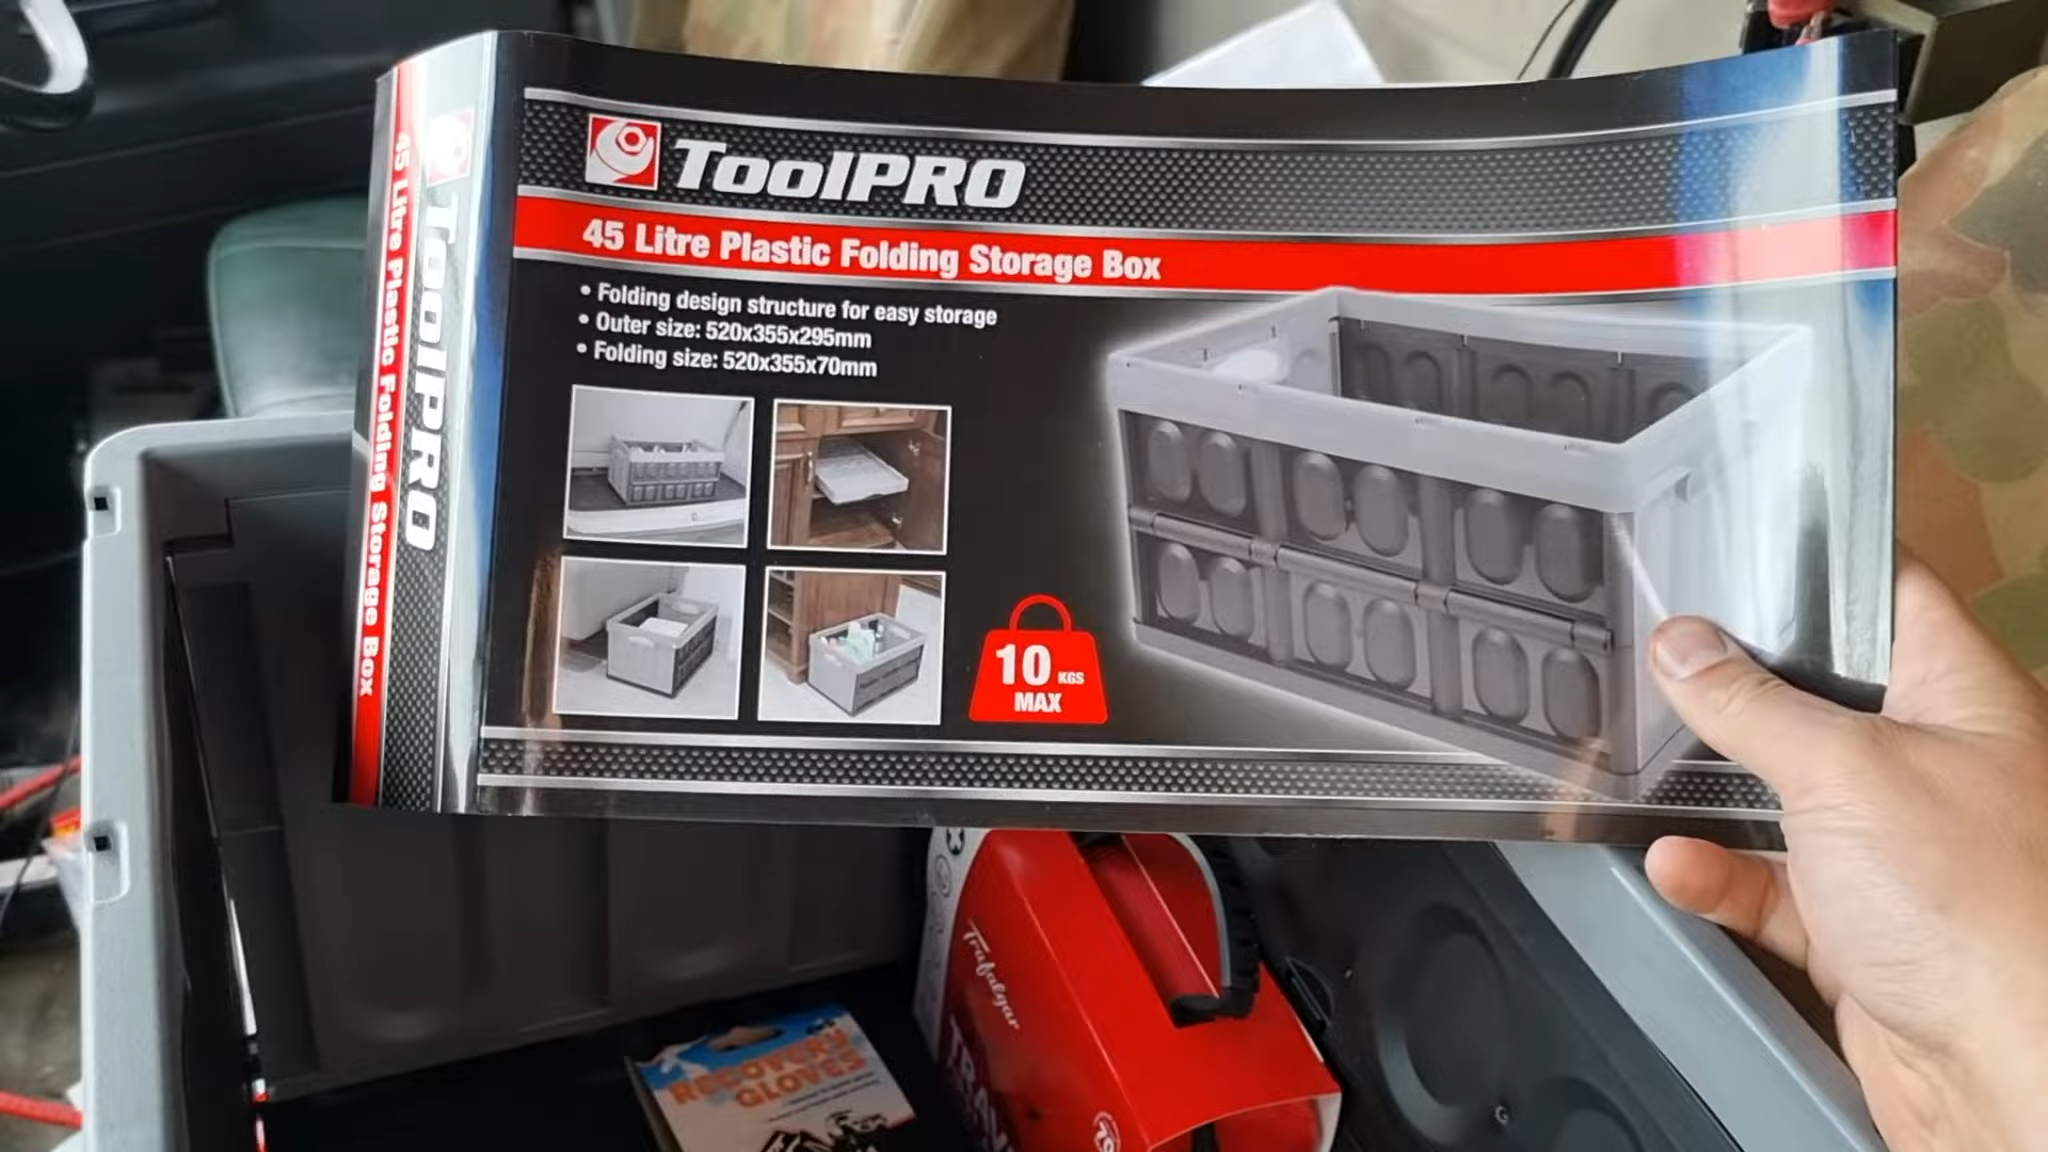 ToolPRO
45 Litre Plastic Folding Storage Box
• Folding design structure for easy storage
• Outer size: 520x355x295mm
• Folding size: 520x355x70mm
10 KGS
MAX
ToolPRO
45 Litre Plastic Folding Storage Box
Trafalgar
RECOVERY
GLOVES